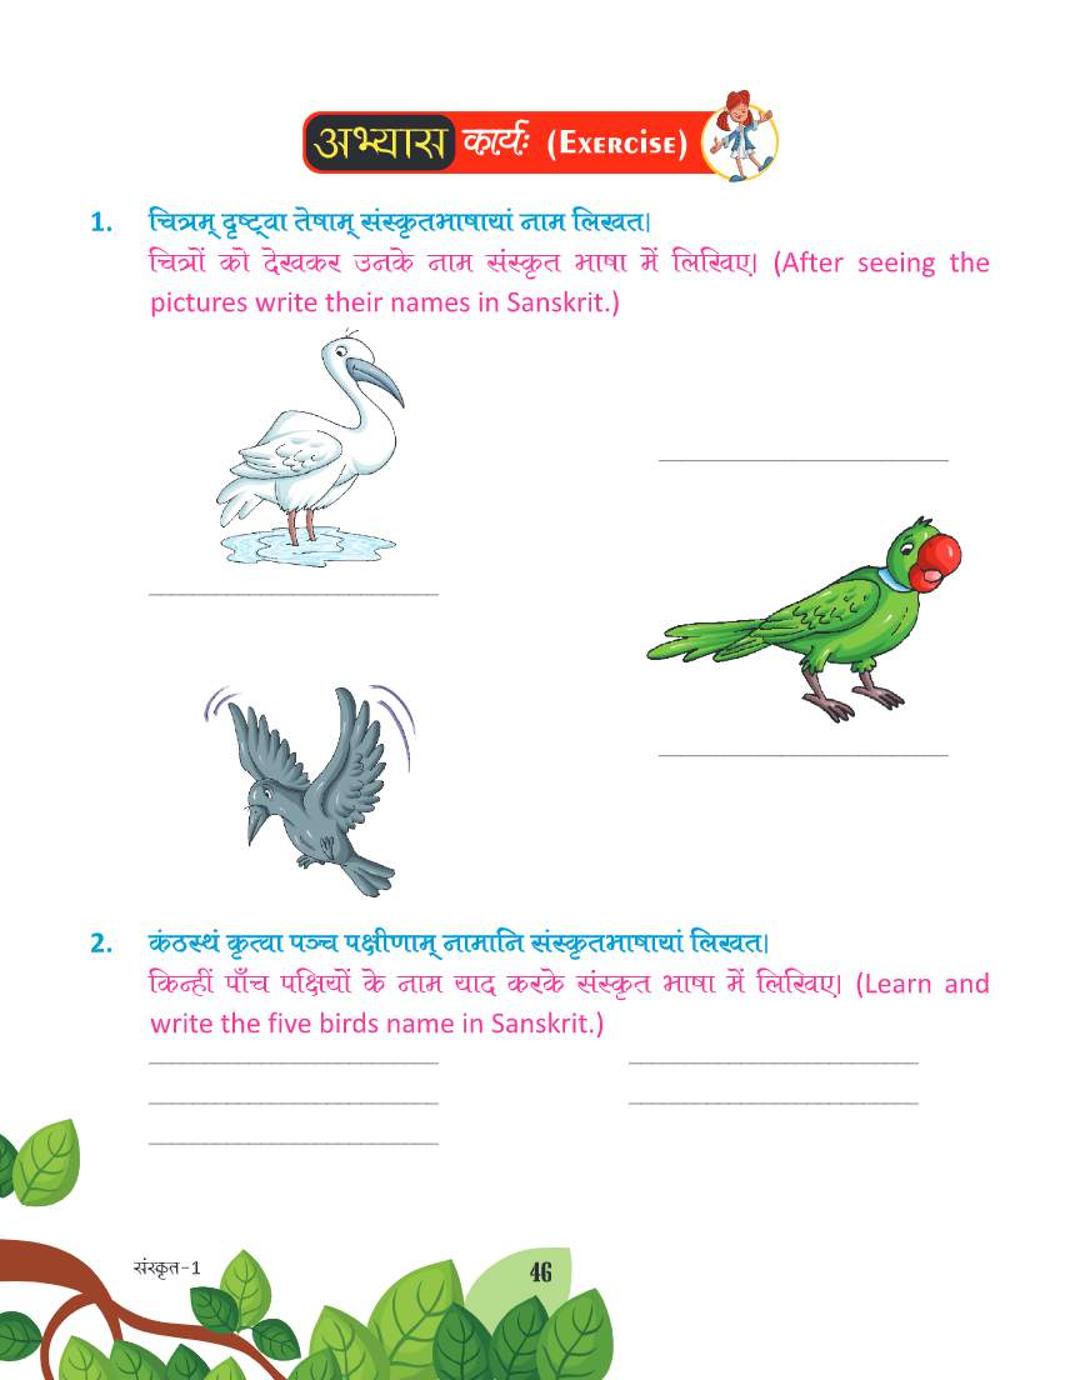 अभ्यास कार्यः (Exercise)
1. चित्रम् दृष्ट्वा तेषाम् संस्कृतभाषायां नाम लिखत।
चित्रों को देखकर उनके नाम संस्कृत भाषा में लिखिए। (After seeing the
pictures write their names in Sanskrit.)
2. कंठस्थं कृत्वा पञ्च पक्षीणाम् नामानि संस्कृतभाषायां लिखत।
किन्हीं पाँच पक्षियों के नाम याद करके संस्कृत भाषा में लिखिए। (Learn and
write the five birds name in Sanskrit.)
संस्कृत-1
46